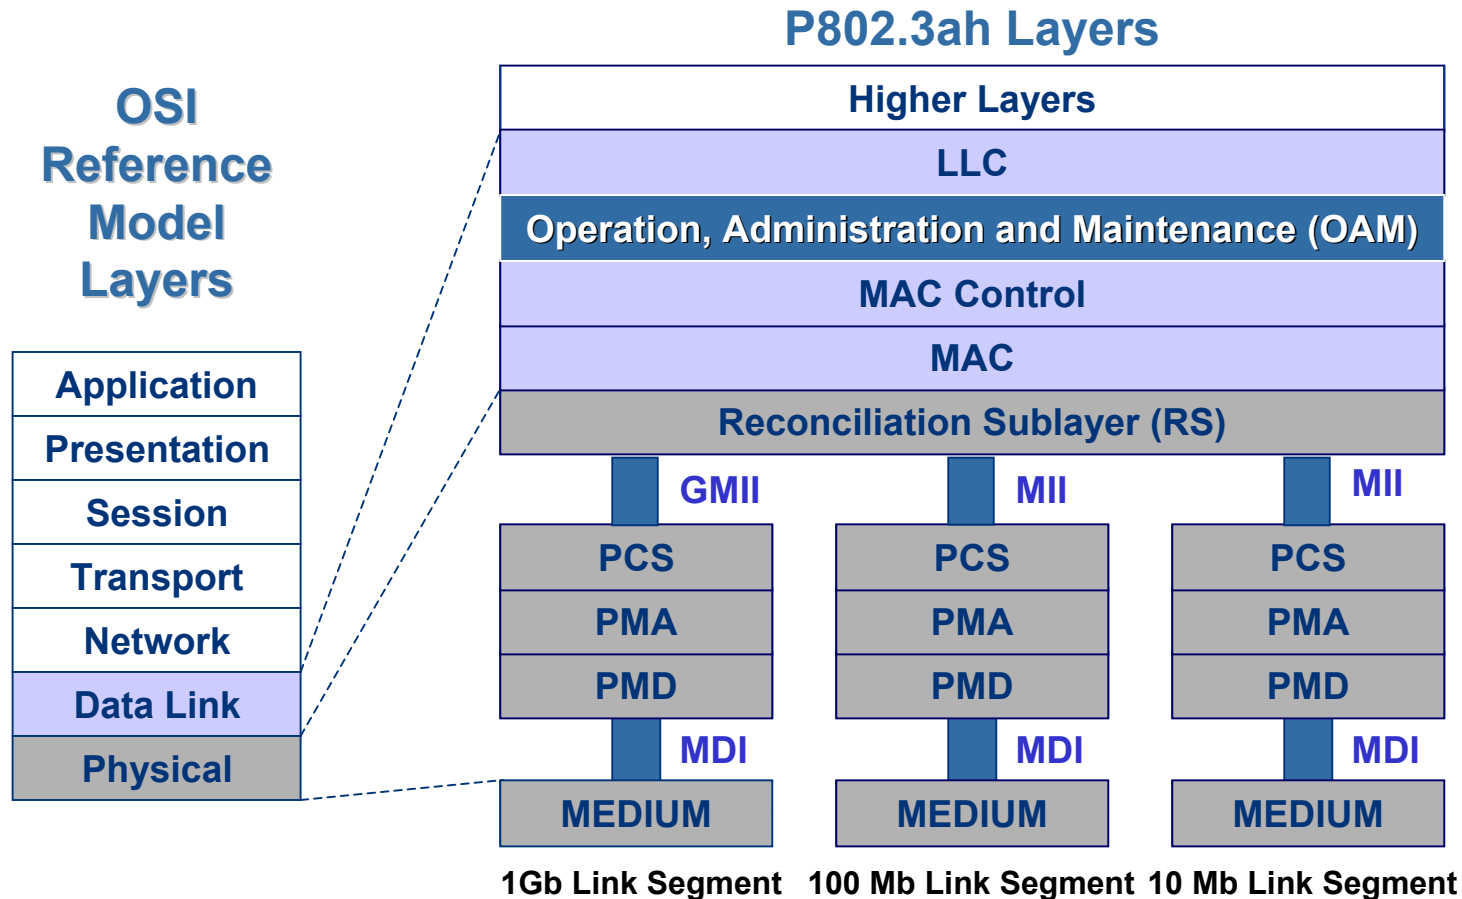 P802.3ah Layers
OSI
Reference
Model
Layers
Application
Presentation
Session
Transport
Network
Data Link
Physical
Higher Layers
LLC
Operation, Administration and Maintenance (OAM)
MAC Control
MAC
Reconciliation Sublayer (RS)
GMII
MII
MII
PCS
PCS
PCS
PMA
PMA
PMA
PMD
PMD
PMD
MDI
MDI
MDI
MEDIUM
MEDIUM
MEDIUM
1Gb Link Segment
100 Mb Link Segment
10 Mb Link Segment